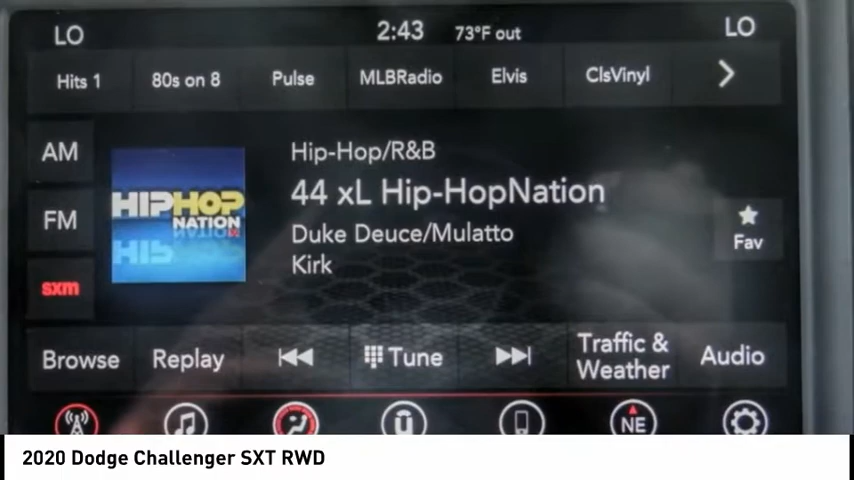 LO 2:43 73°F out LO
Hits 1 80s on 8 Pulse MLBRadio Elvis ClsVinyl
AM
FM
sxm
HIPHOP
NATION
Hip-Hop/R&B
44 xL Hip-HopNation
Duke Deuce/Mulatto
Kirk
Fav
Browse Replay Tune Traffic &
Weather Audio
NE
2020 Dodge Challenger SXT RWD